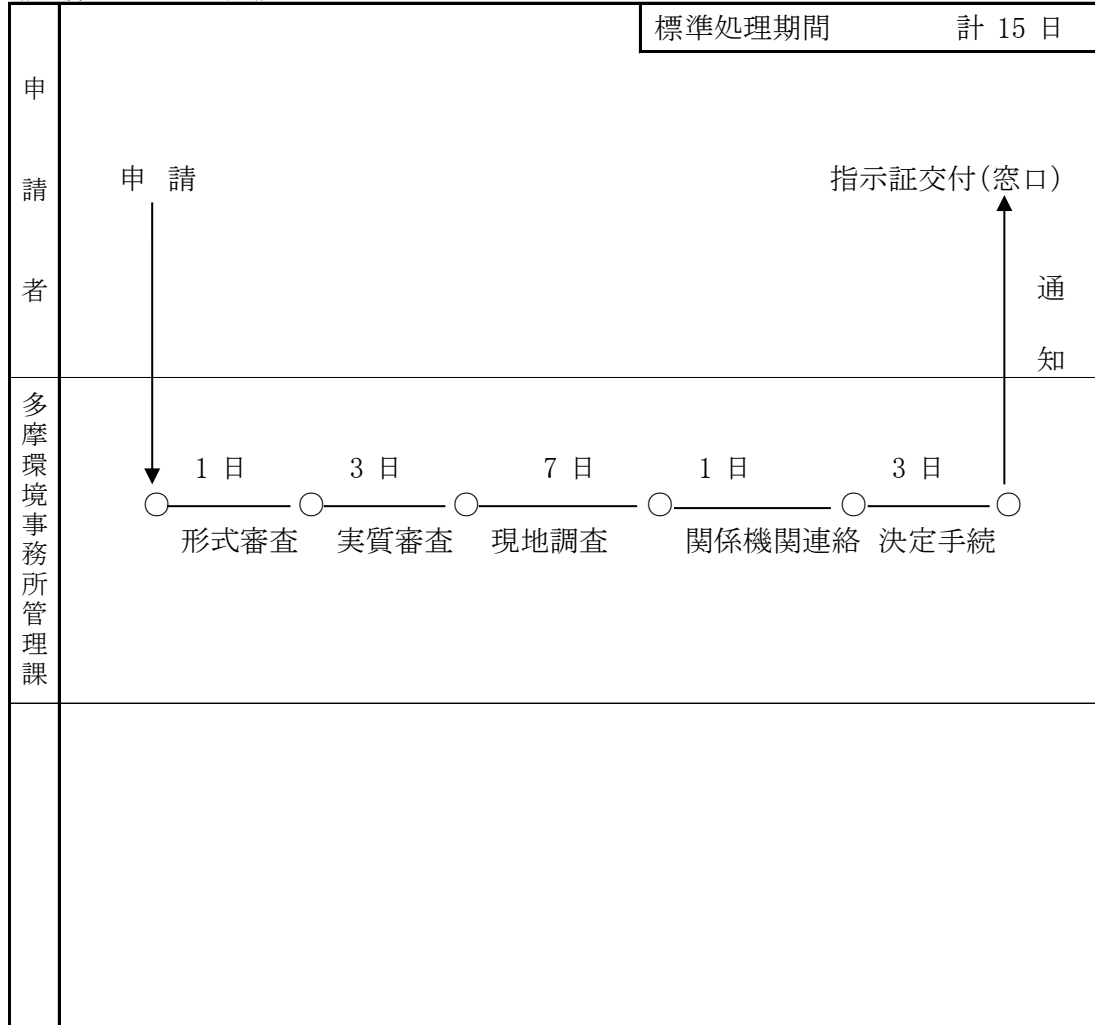 標準処理期間 計 15 日
申請者
申 請
指示証交付(窓口)
通知
多摩環境事務所管理課
1 日 3 日 7 日 1 日 3 日
形式審査 実質審査 現地調査 関係機関連絡 決定手続